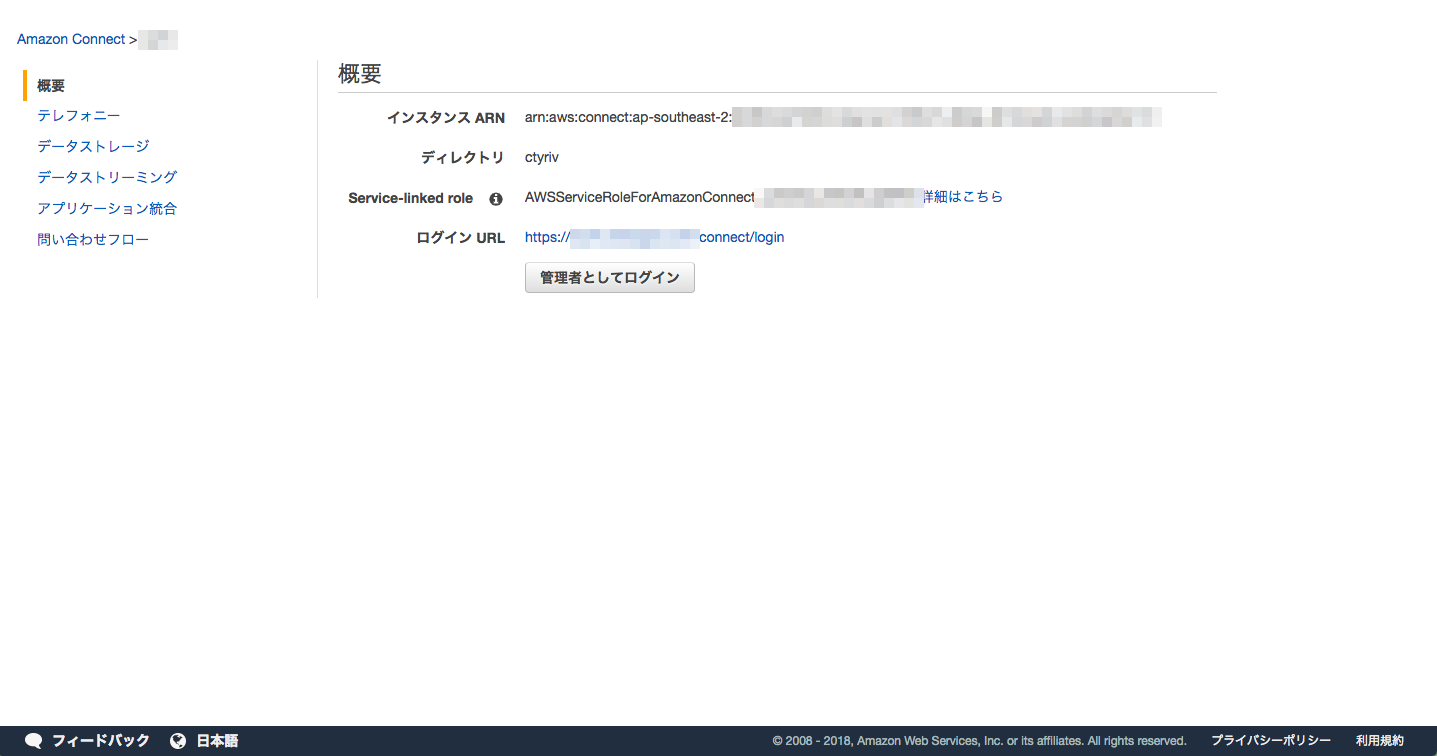 Amazon Connect >
概要
テレフォニー
データストレージ
データストリーミング
アプリケーション統合
問い合わせフロー
概要
インスタンス ARN arn:aws:connect:ap-southeast-2:
ディレクトリ ctyriv
Service-linked role AWSServiceRoleForAmazonConnect 詳細はこちら
ログイン URL https:// connect/login
管理者としてログイン
フィードバック 日本語 © 2008 - 2018, Amazon Web Services, Inc. or its affiliates. All rights reserved. プライバシーポリシー 利用規約